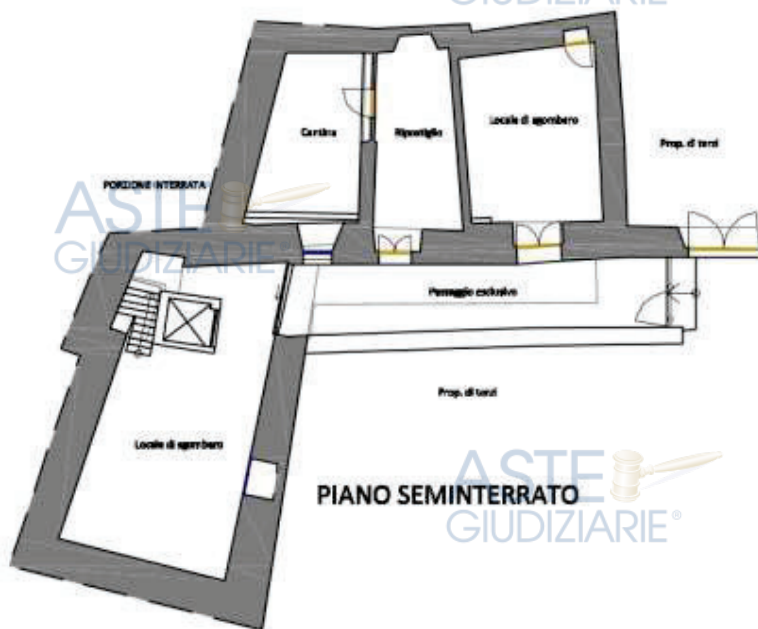 GIUDIZIARIE®
Cantina
Ripostiglio
Locale di sgombero
Prop. di terzi
PORZIONE INTERRATA
ASTE
GIUDIZIARIE®
Passaggio esclusivo
Prop. di terzi
Locale di sgombero
ASTE
GIUDIZIARIE®
PIANO SEMINTERRATO